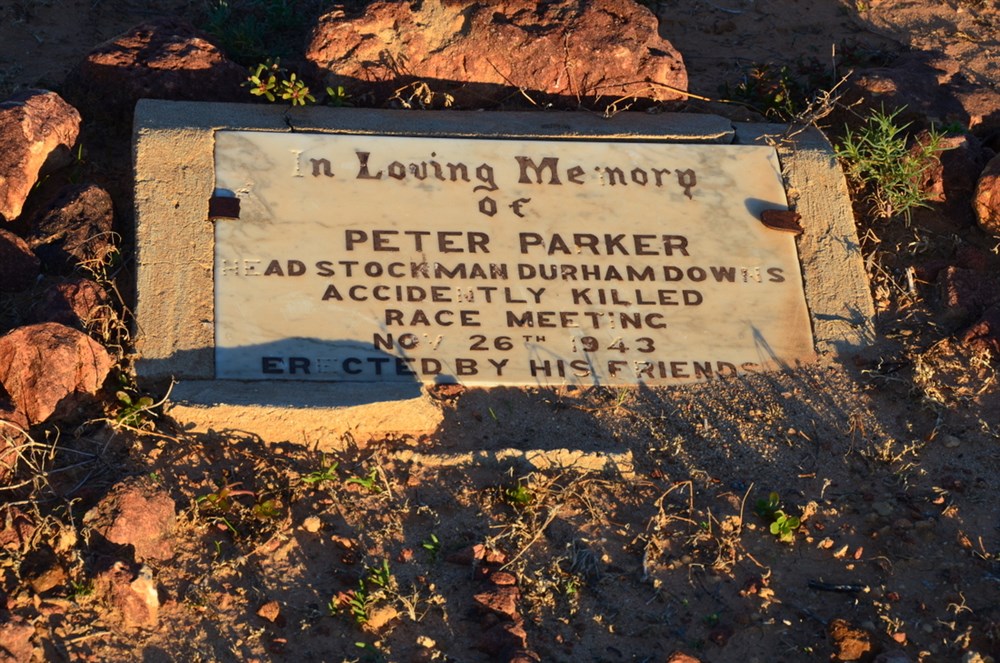 In Loving Memory
of
PETER PARKER
HEAD STOCKMAN DURHAM DOWNS
ACCIDENTLY KILLED
RACE MEETING
NOV 26TH 1943
ERECTED BY HIS FRIENDS